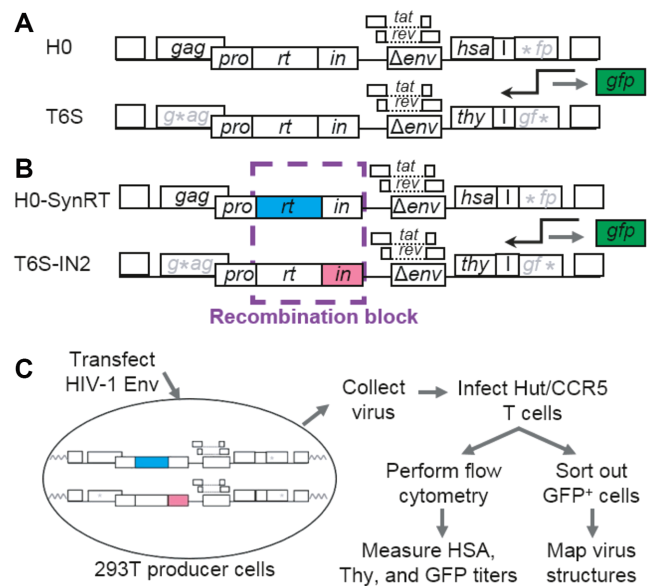 A
tat
rev
H0
gag
hsa
I
*fp
pro
rt
in
Δenv
gfp
tat
rev
T6S
g*ag
thy
I
gf*
pro
rt
in
Δenv
B
tat
rev
H0-SynRT
gag
hsa
I
*fp
pro
rt
in
Δenv
gfp
tat
rev
T6S-IN2
g*ag
thy
I
gf*
pro
rt
in
Δenv
Recombination block
C
Transfect
HIV-1 Env
Collect
virus
Infect Hut/CCR5
T cells
Perform flow
cytometry
Sort out
GFP+ cells
Measure HSA,
Thy, and GFP titers
Map virus
structures
293T producer cells